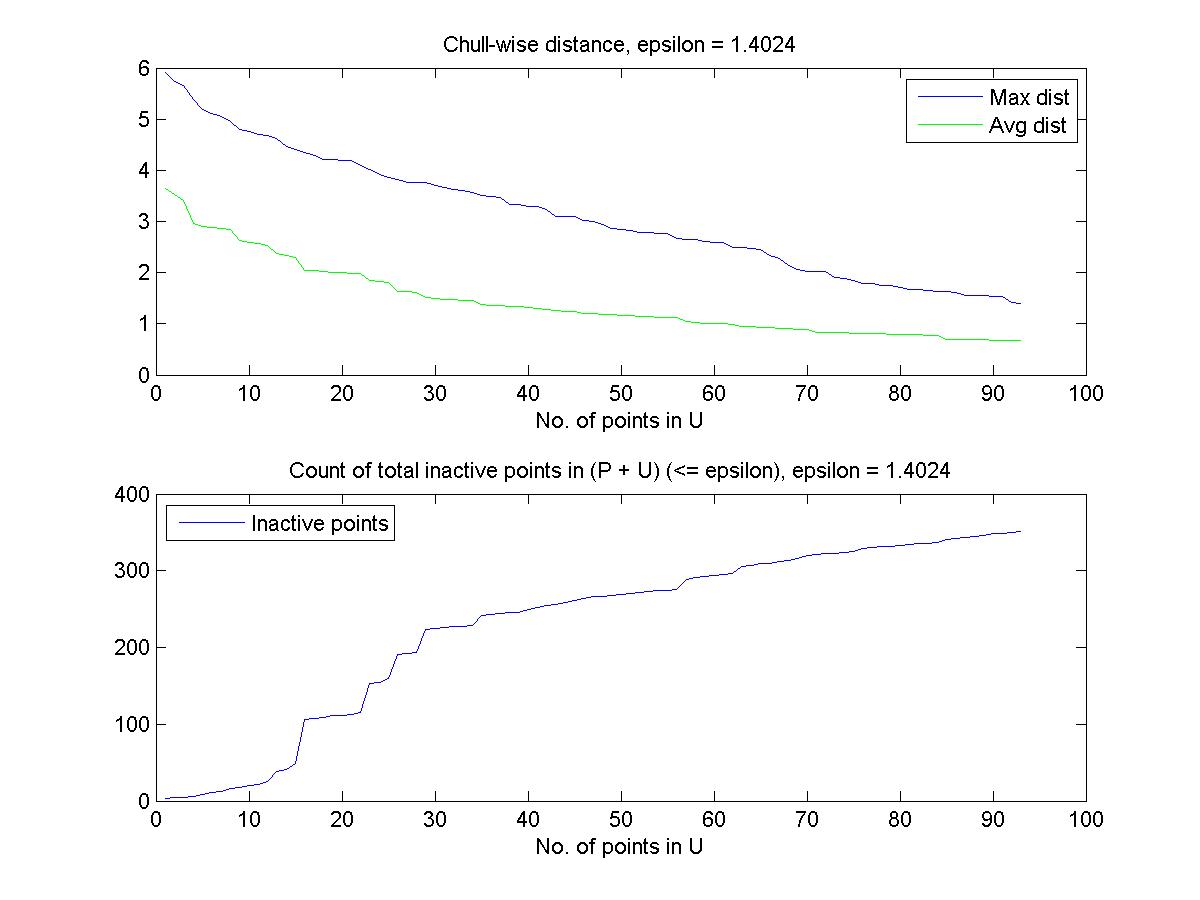 Chull-wise distance, epsilon = 1.4024
6
5
4
3
2
1
0
Max dist
Avg dist
0 10 20 30 40 50 60 70 80 90 100
No. of points in U
Count of total inactive points in (P + U) (<= epsilon), epsilon = 1.4024
400
300
200
100
0
Inactive points
0 10 20 30 40 50 60 70 80 90 100
No. of points in U